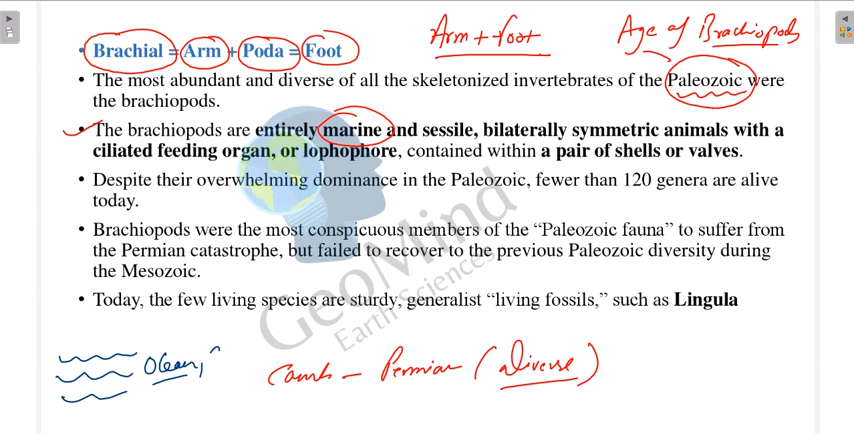 Arm + foot
Age of Brachiopods
• Brachial = Arm + Poda = Foot
• The most abundant and diverse of all the skeletonized invertebrates of the Paleozoic were
the brachiopods.
• The brachiopods are entirely marine and sessile, bilaterally symmetric animals with a
ciliated feeding organ, or lophophore, contained within a pair of shells or valves.
• Despite their overwhelming dominance in the Paleozoic, fewer than 120 genera are alive
today.
• Brachiopods were the most conspicuous members of the “Paleozoic fauna” to suffer from
the Permian catastrophe, but failed to recover to the previous Paleozoic diversity during
the Mesozoic.
• Today, the few living species are sturdy, generalist “living fossils,” such as Lingula
GeoMind
Earth Sciences
Ocean,
Camb - Permian (diverse)